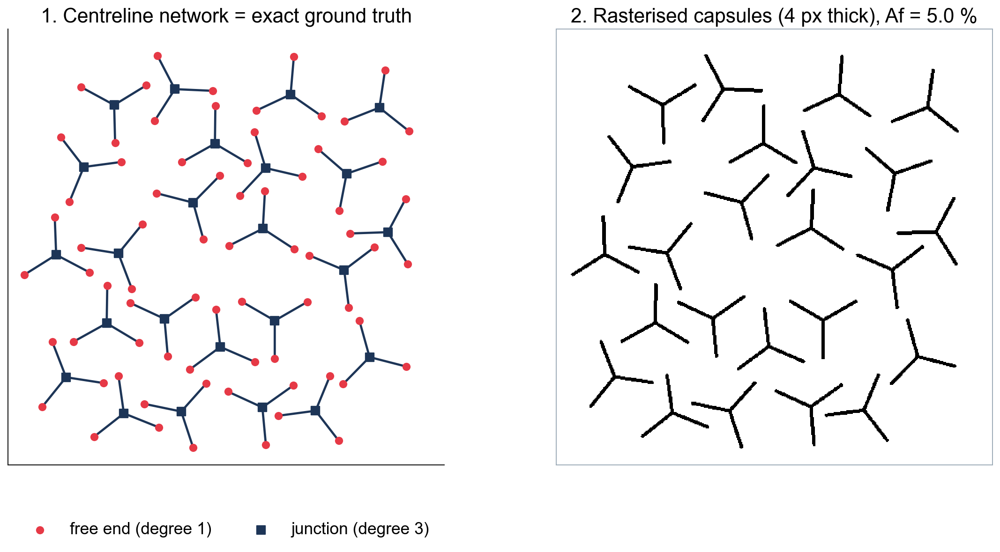 1. Centreline network = exact ground truth
2. Rasterised capsules (4 px thick), Af = 5.0 %
free end (degree 1)
junction (degree 3)